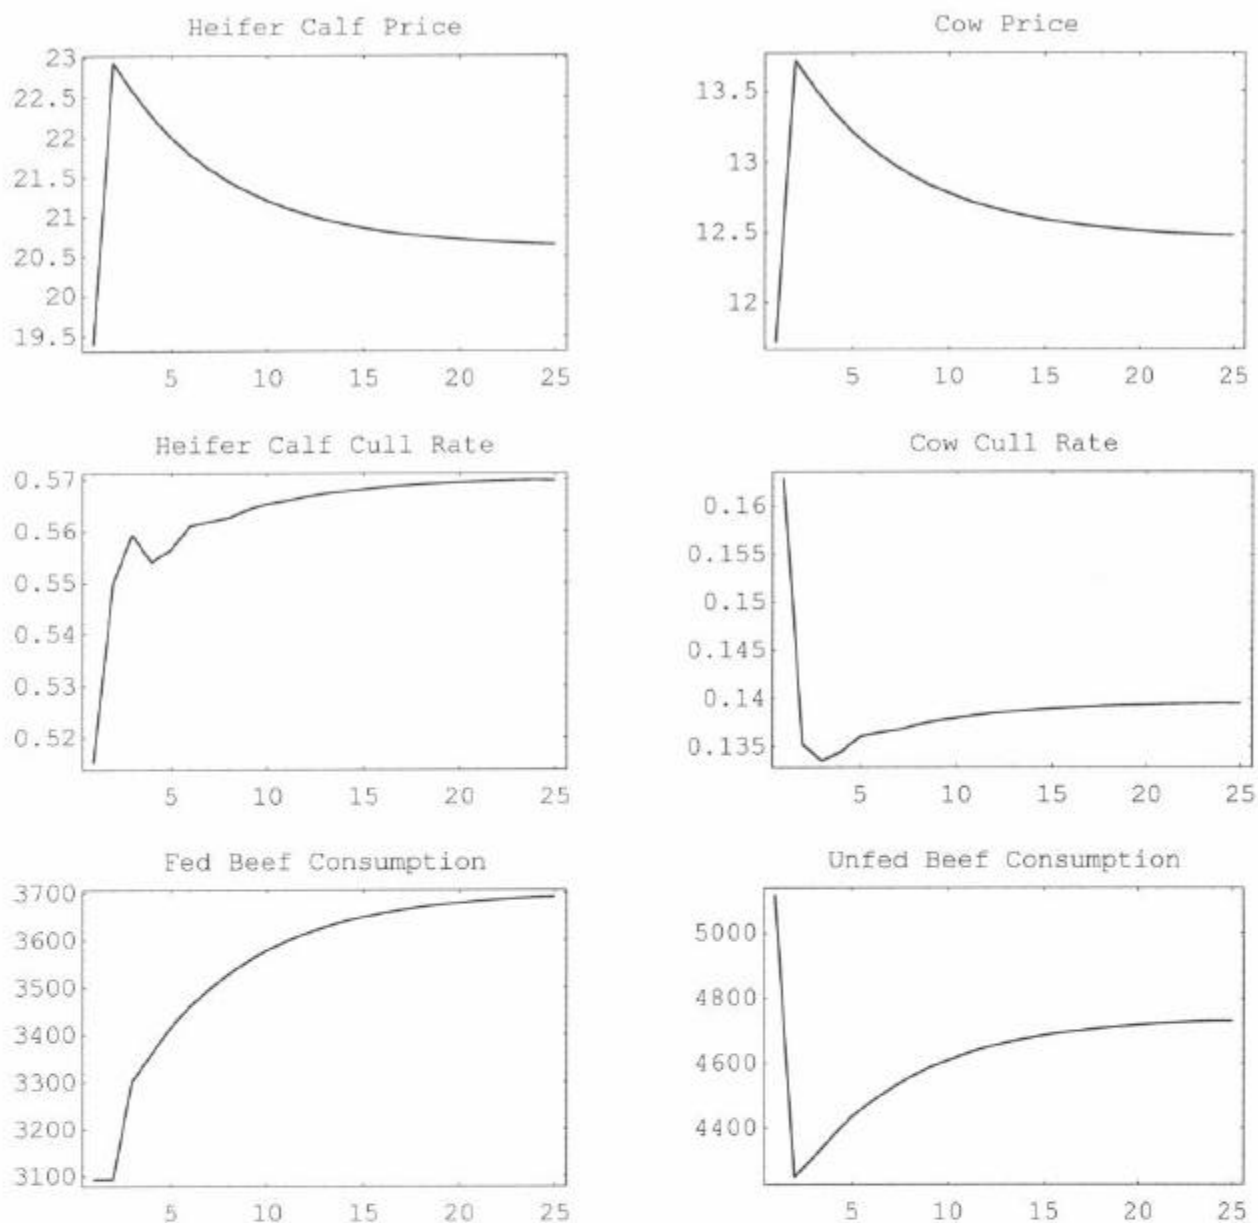 Heifer Calf Price
23
22.5
22
21.5
21
20.5
20
19.5
5 10 15 20 25
Cow Price
13.5
13
12.5
12
5 10 15 20 25
Heifer Calf Cull Rate
0.57
0.56
0.55
0.54
0.53
0.52
5 10 15 20 25
Cow Cull Rate
0.16
0.155
0.15
0.145
0.14
0.135
5 10 15 20 25
Fed Beef Consumption
3700
3600
3500
3400
3300
3200
3100
5 10 15 20 25
Unfed Beef Consumption
5000
4800
4600
4400
5 10 15 20 25